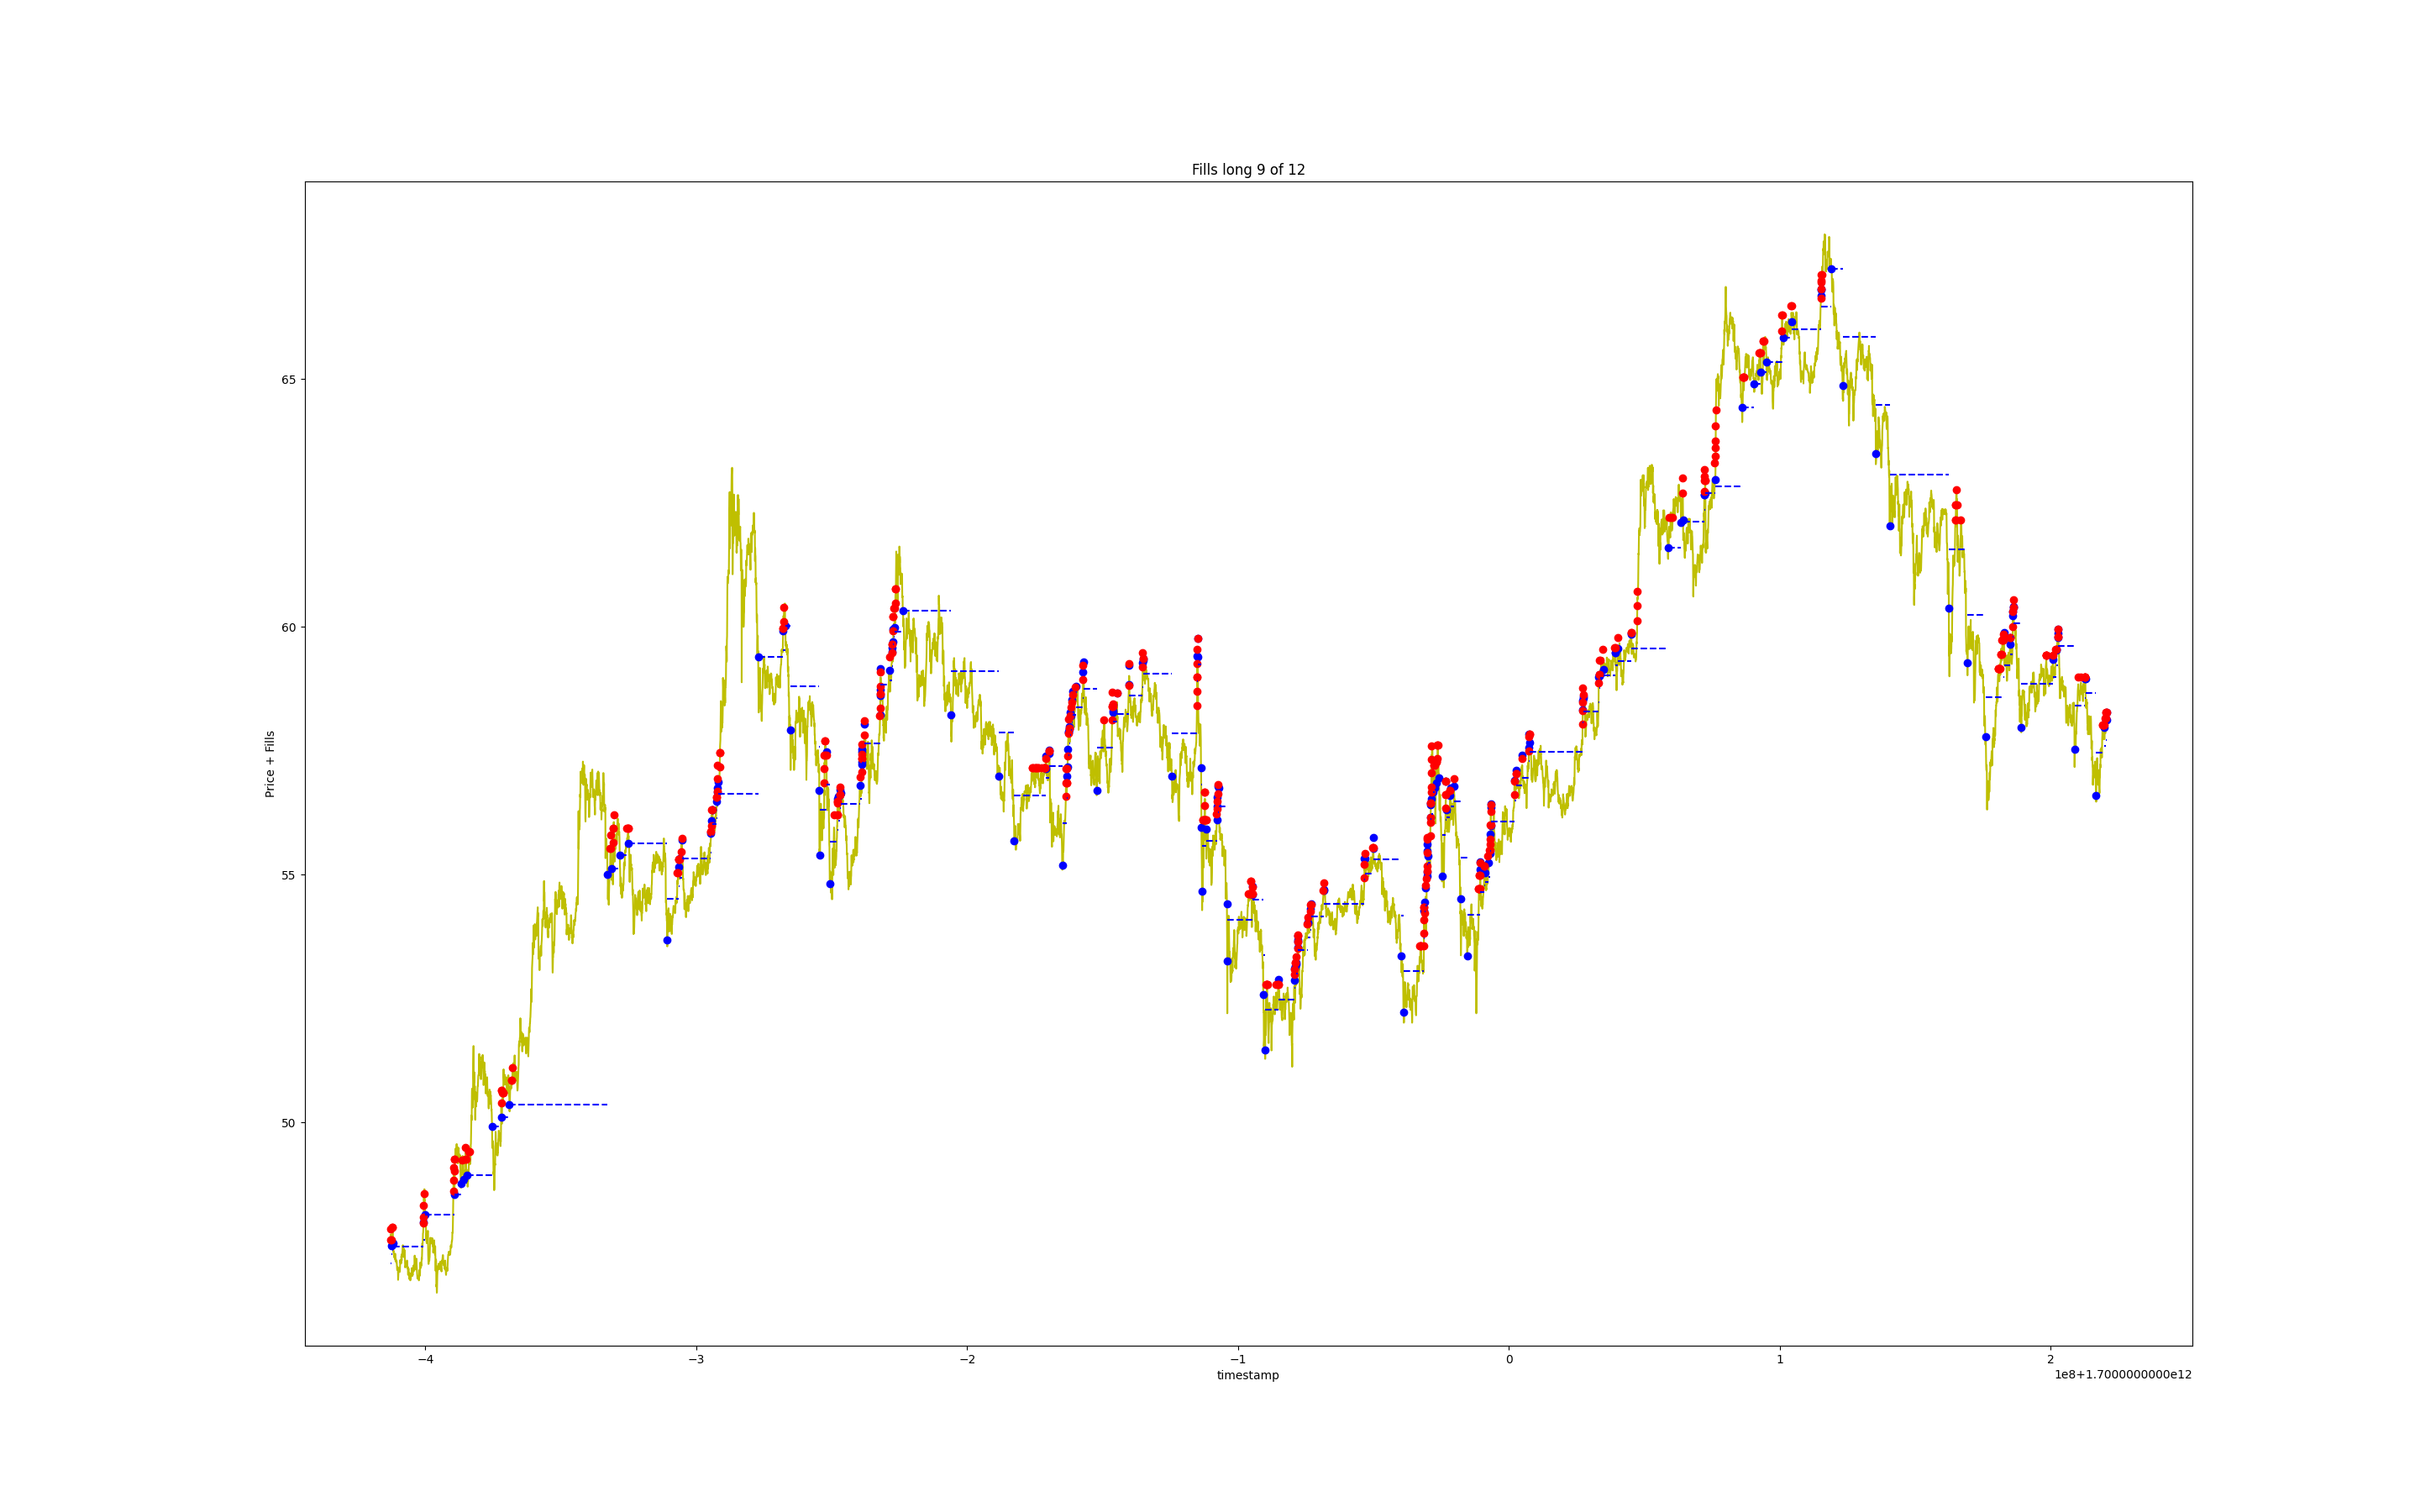 Fills long 9 of 12
Price + Fills
65
60
55
50
−4
−3
−2
−1
0
1
2
timestamp
1e8+1.7000000000e12